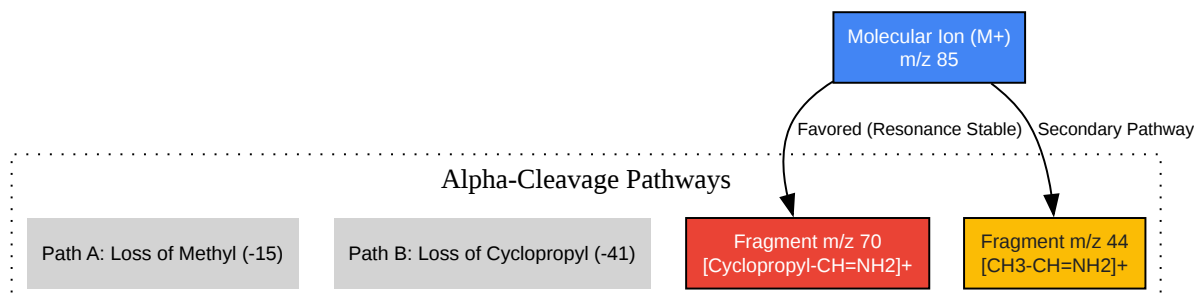 Molecular Ion (M+)
m/z 85
Favored (Resonance Stable)
Secondary Pathway
Alpha-Cleavage Pathways
Path A: Loss of Methyl (-15)
Path B: Loss of Cyclopropyl (-41)
Fragment m/z 70
[Cyclopropyl-CH=NH2]+
Fragment m/z 44
[CH3-CH=NH2]+